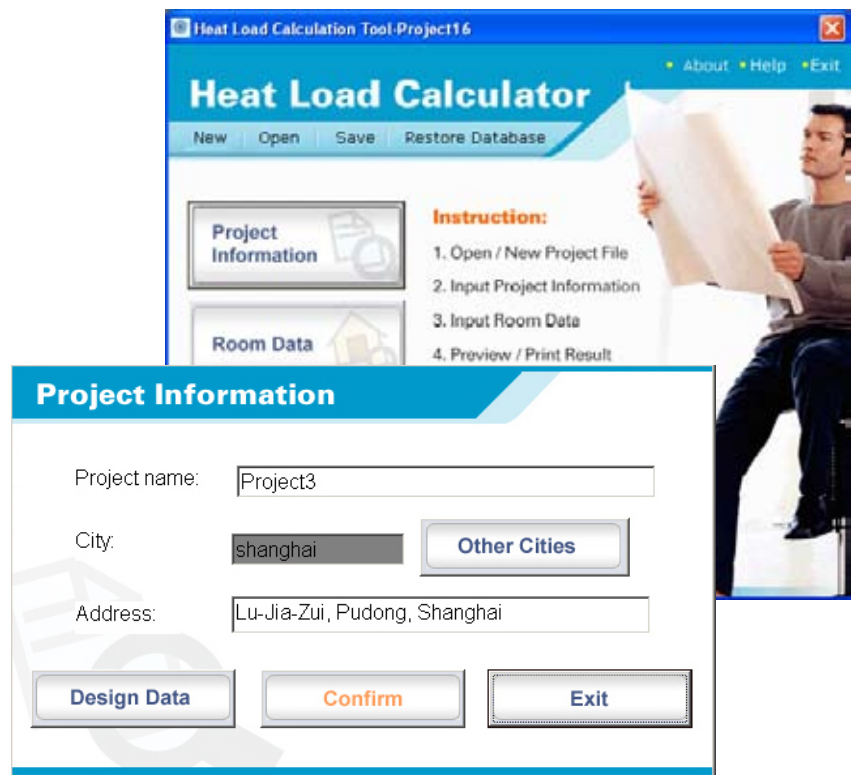 Heat Load Calculation Tool-Project16
About Help Exit
Heat Load Calculator
New Open Save Restore Database
Project
Information
Instruction:
1. Open / New Project File
2. Input Project Information
3. Input Room Data
4. Preview / Print Result
Room Data
Project Information
Project name: Project3
City: shanghai Other Cities
Address: Lu-Jia-Zui, Pudong, Shanghai
Design Data Confirm Exit